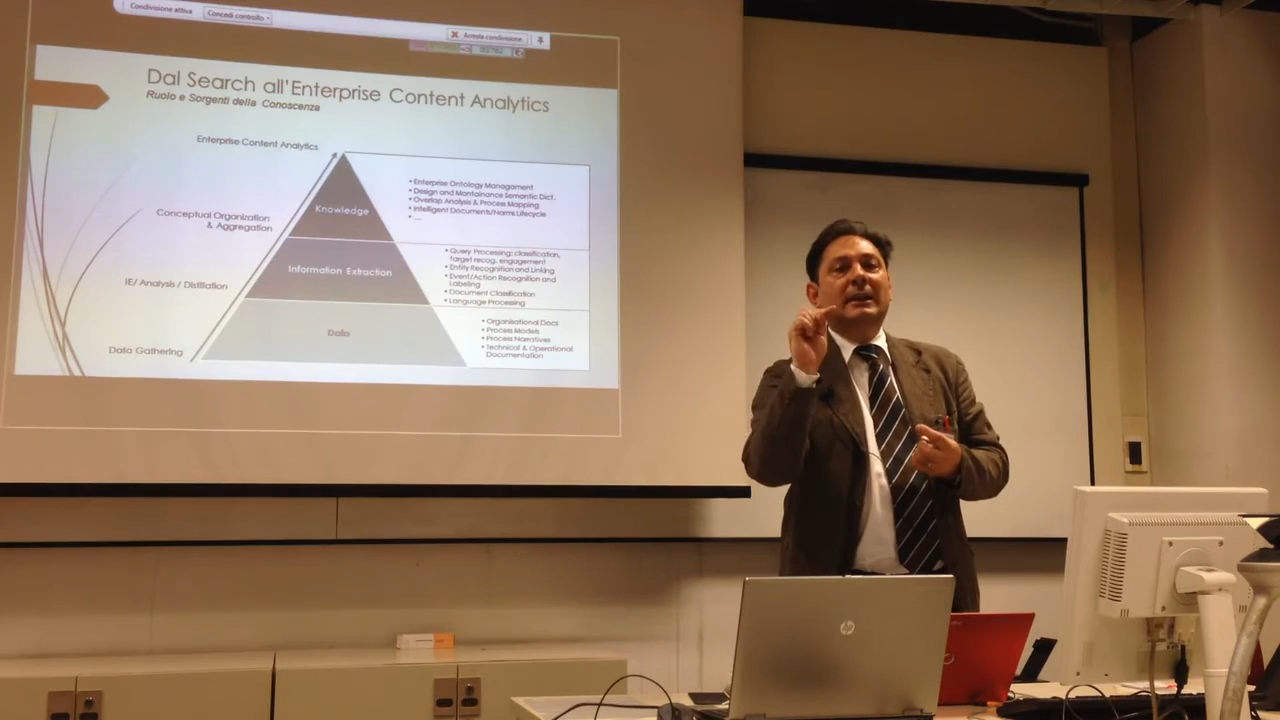 Condivisione attiva
Concedi controllo
Annota condivisione
Dal Search all'Enterprise Content Analytics
Ruolo e Sorgenti della Conoscenza
Enterprise Content Analytics
Conceptual Organization
& Aggregation
IE/ Analysis / Distillation
Data Gathering
Knowledge
Information Extraction
Data
• Enterprise Ontology Management
• Design and Maintainance Semantic Dict.
• Overlap Analysis & Process Mapping
• Intelligent Documents/Norms Lifecycle
• ....
• Query Processing: classification,
target recog. engagement
• Entity Recognition and Linking
• Event/Action Recognition and
Labeling
• Document Classification
• Language Processing
• Organisational Docs
• Process Models
• Process Narratives
• Technical & Operational
Documentation
hp